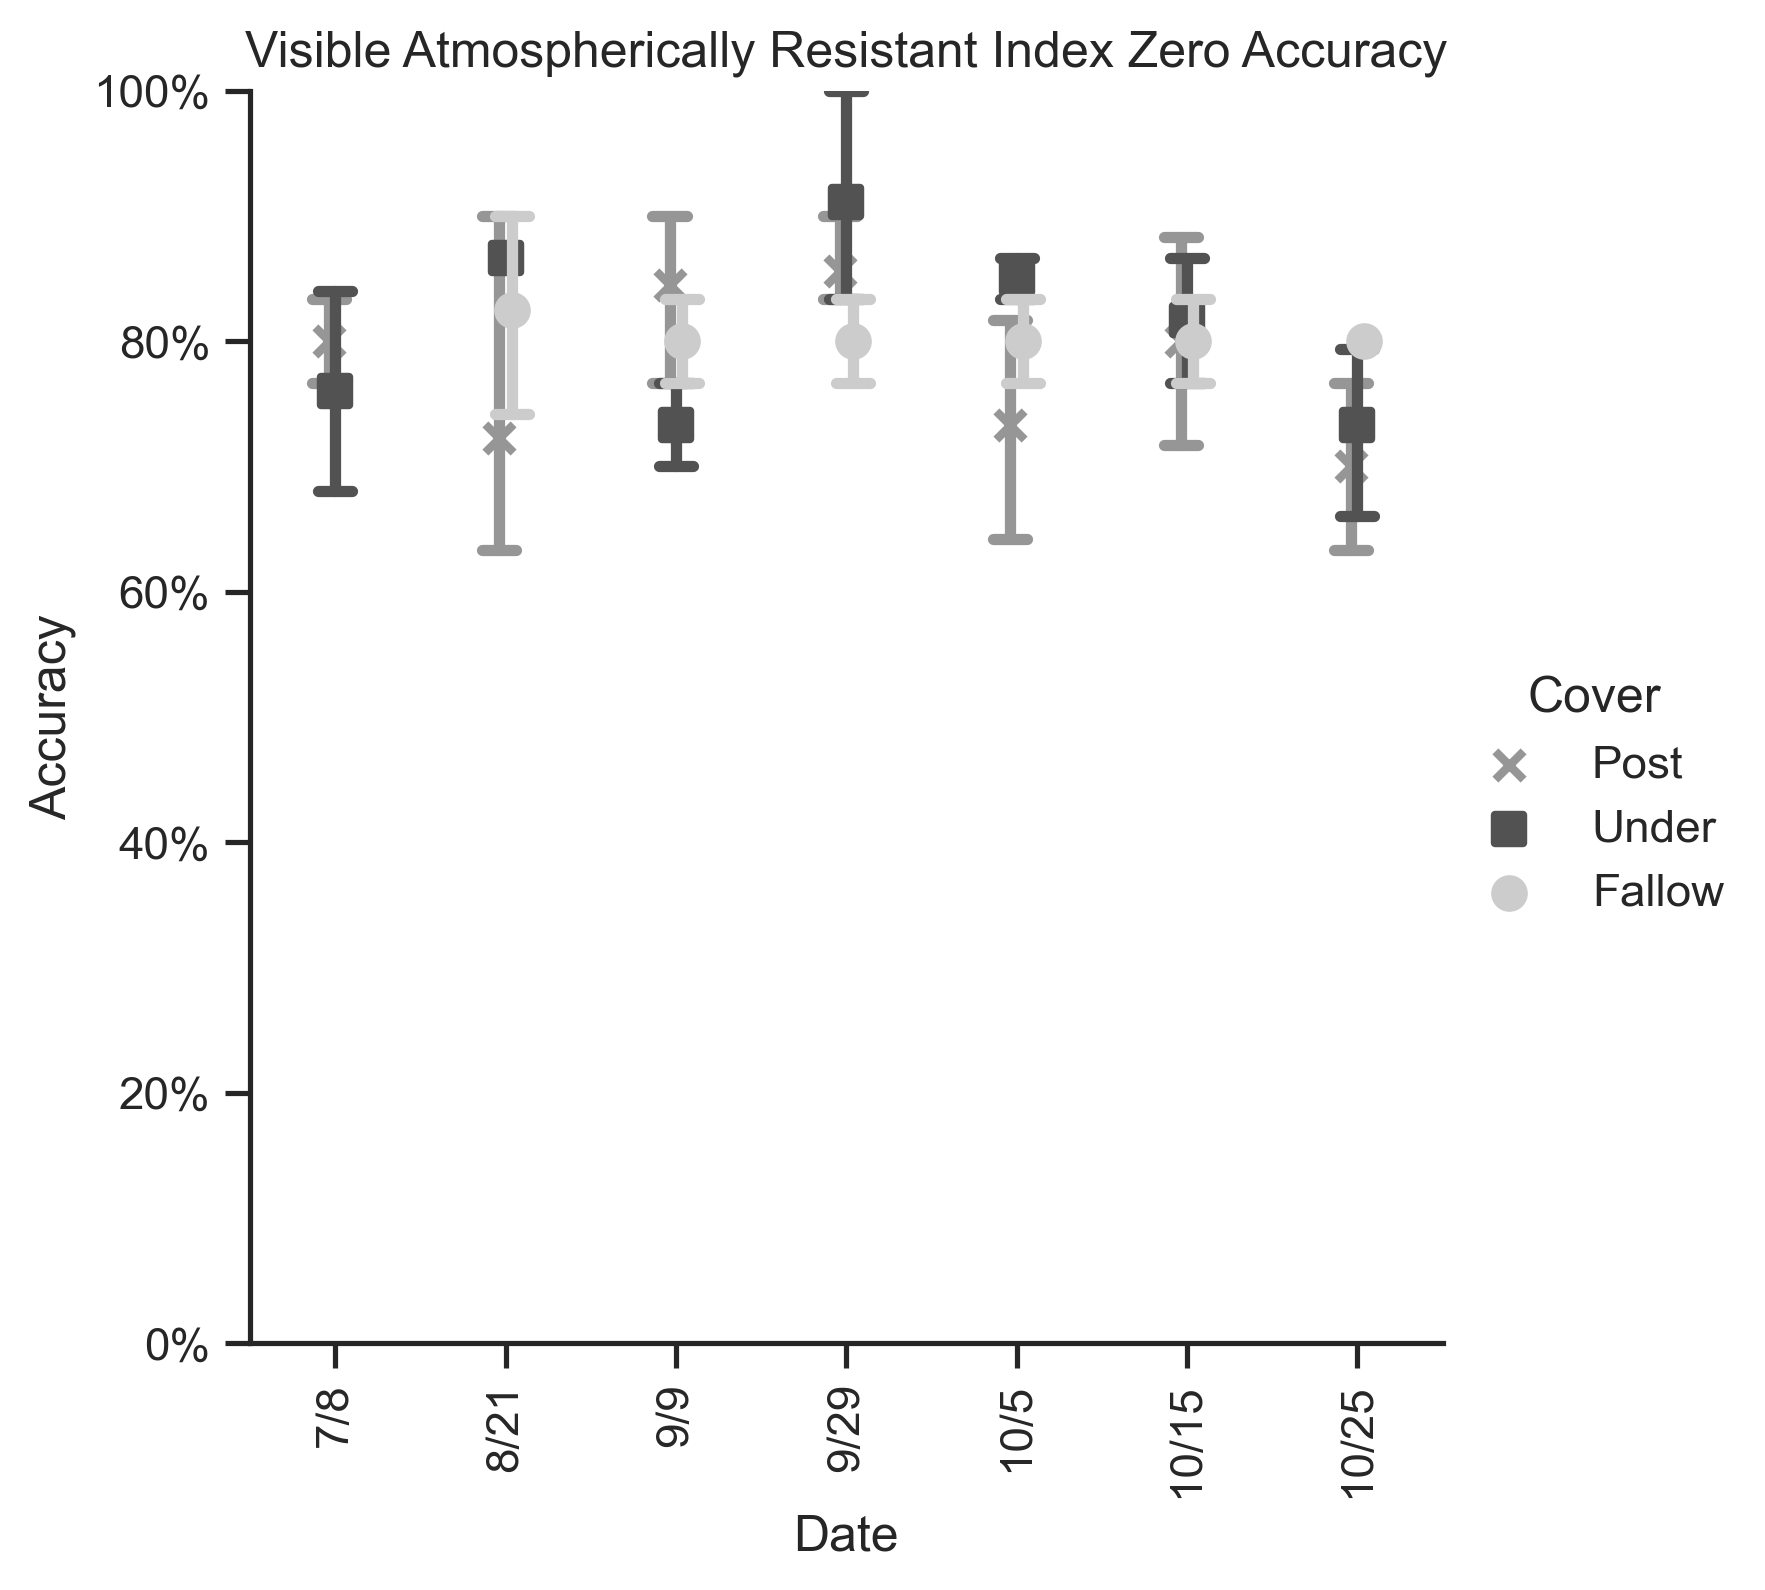 Visible Atmospherically Resistant Index Zero Accuracy
100%
80%
60%
40%
20%
0%
Accuracy
7/8
8/21
9/9
9/29
10/5
10/15
10/25
Date
Cover
Post
Under
Fallow